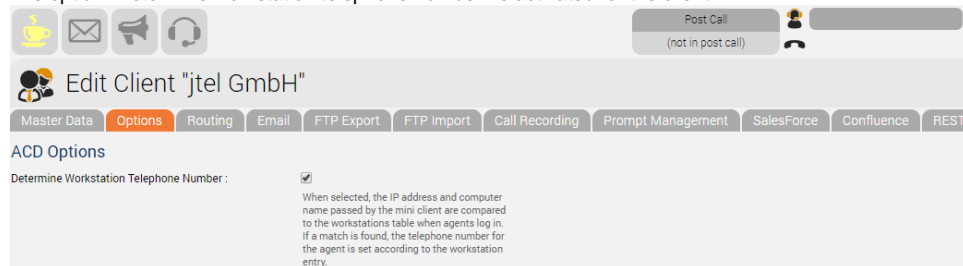 Post Call
(not in post call)
Edit Client "jtel GmbH"
Master Data Options Routing Email FTP Export FTP Import Call Recording Prompt Management SalesForce Confluence REST
ACD Options
Determine Workstation Telephone Number :
When selected, the IP address and computer
name passed by the mini client are compared
to the workstations table when agents log in.
If a match is found, the telephone number for
the agent is set according to the workstation
entry.